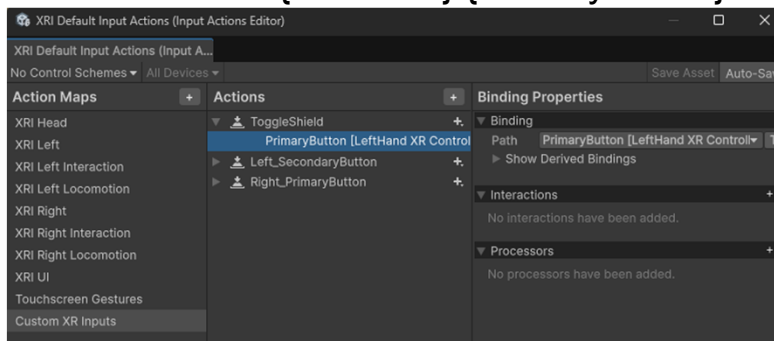 XRI Default Input Actions (Input Actions Editor)
XRI Default Input Actions (Input A...
No Control Schemes All Devices Save Asset Auto-Sav
Action Maps + Actions + Binding Properties
XRI Head
XRI Left
XRI Left Interaction
XRI Left Locomotion
XRI Right
XRI Right Interaction
XRI Right Locomotion
XRI UI
Touchscreen Gestures
Custom XR Inputs
ToggleShield
PrimaryButton [LeftHand XR Control
Left_SecondaryButton
Right_PrimaryButton
Binding
Path PrimaryButton [LeftHand XR Controll T
Show Derived Bindings
Interactions
No interactions have been added.
Processors
No processors have been added.